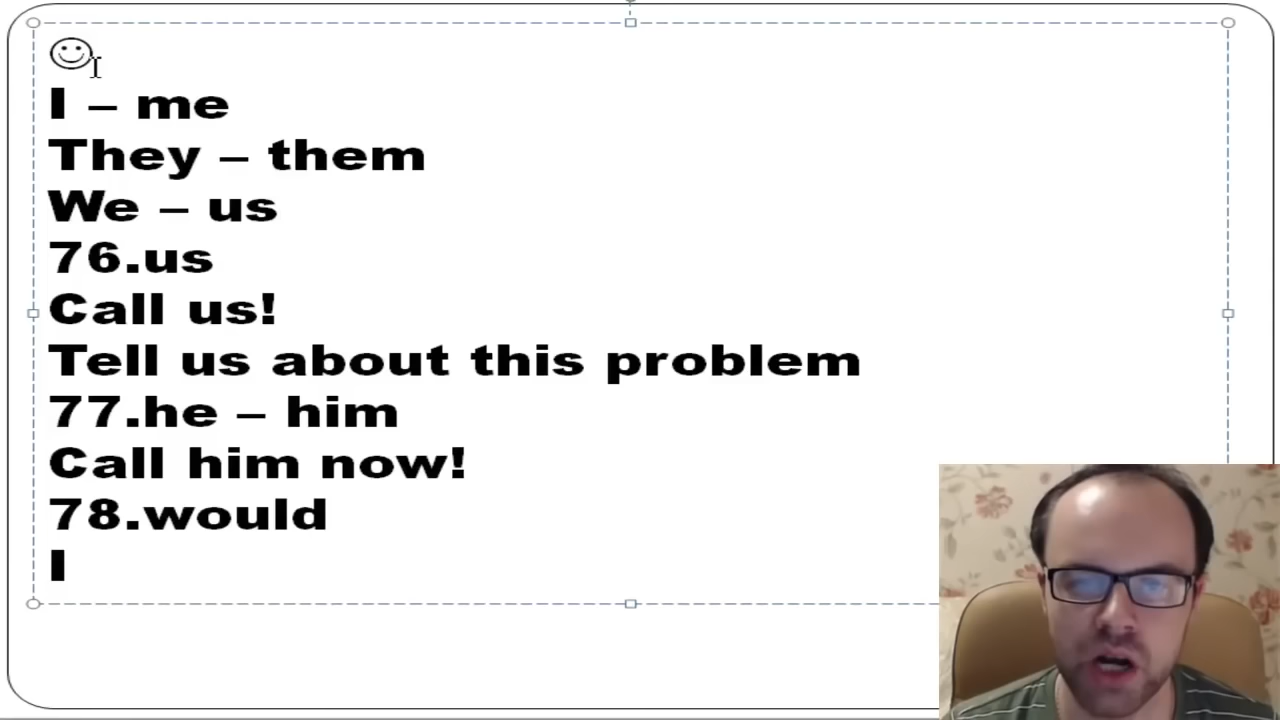 I – me
They – them
We – us
76.us
Call us!
Tell us about this problem
77.he – him
Call him now!
78.would
I